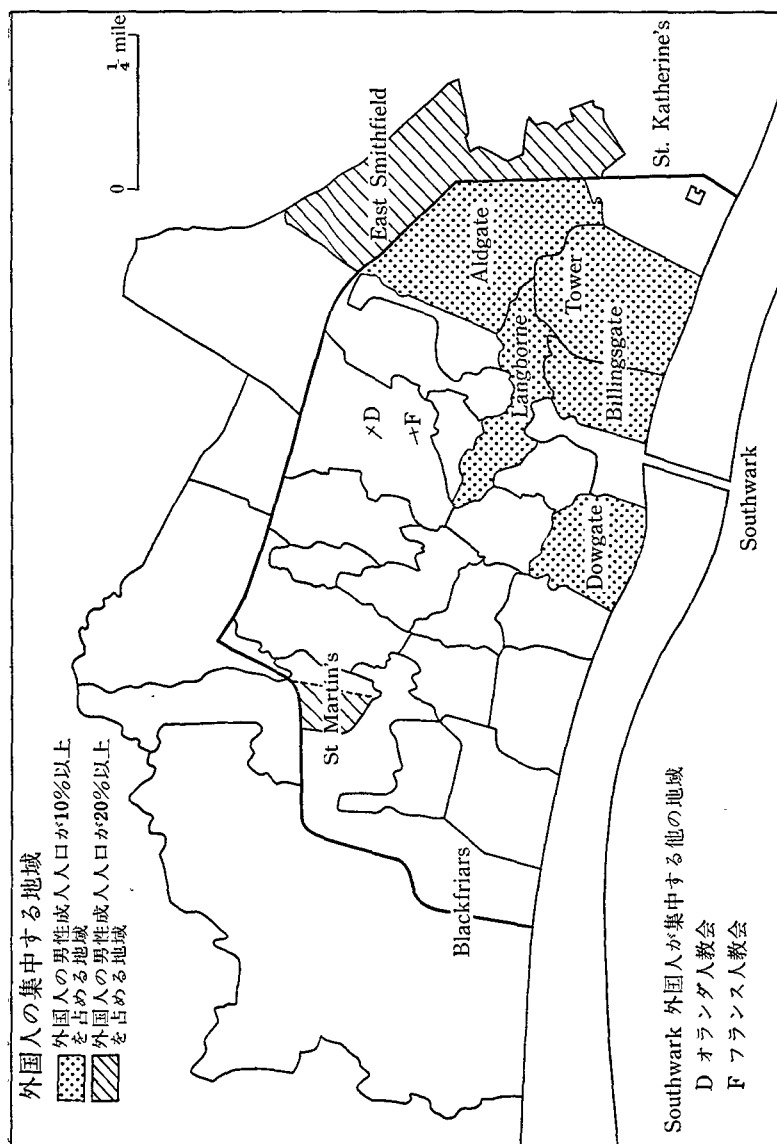 外国人の集中する地域
外国人の男性成人人口が10%以上
を占める地域
外国人の男性成人人口が20%以上
を占める地域
0 1/4 mile
East Smithfield
St. Katherine's
Aldgate
Tower
Langborne
Billingsgate
D
F
Dowgate
St Martin's
Blackfriars
Southwark
Southwark 外国人が集中する他の地域
D オランダ人教会
F フランス人教会